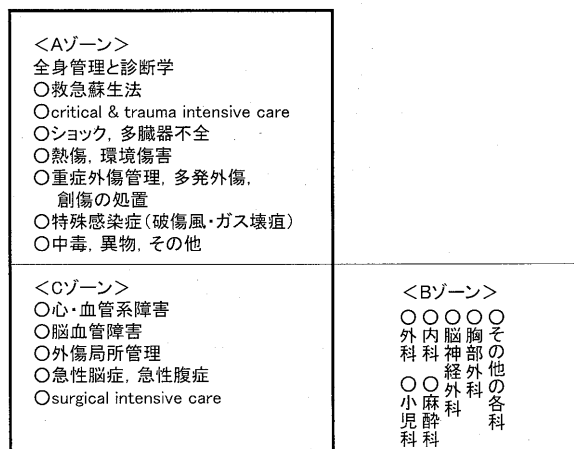 <Aゾーン>
全身管理と診断学
○救急蘇生法
○critical & trauma intensive care
○ショック, 多臓器不全
○熱傷, 環境傷害
○重症外傷管理, 多発外傷,
創傷の処置
○特殊感染症(破傷風・ガス壊疽)
○中毒, 異物, その他
<Cゾーン>
○心・血管系障害
○脳血管障害
○外傷局所管理
○急性脳症, 急性腹症
○surgical intensive care
<Bゾーン>
○その他の各科
○胸部外科
○脳神経外科
○内科 ○麻酔科
○外科 ○小児科